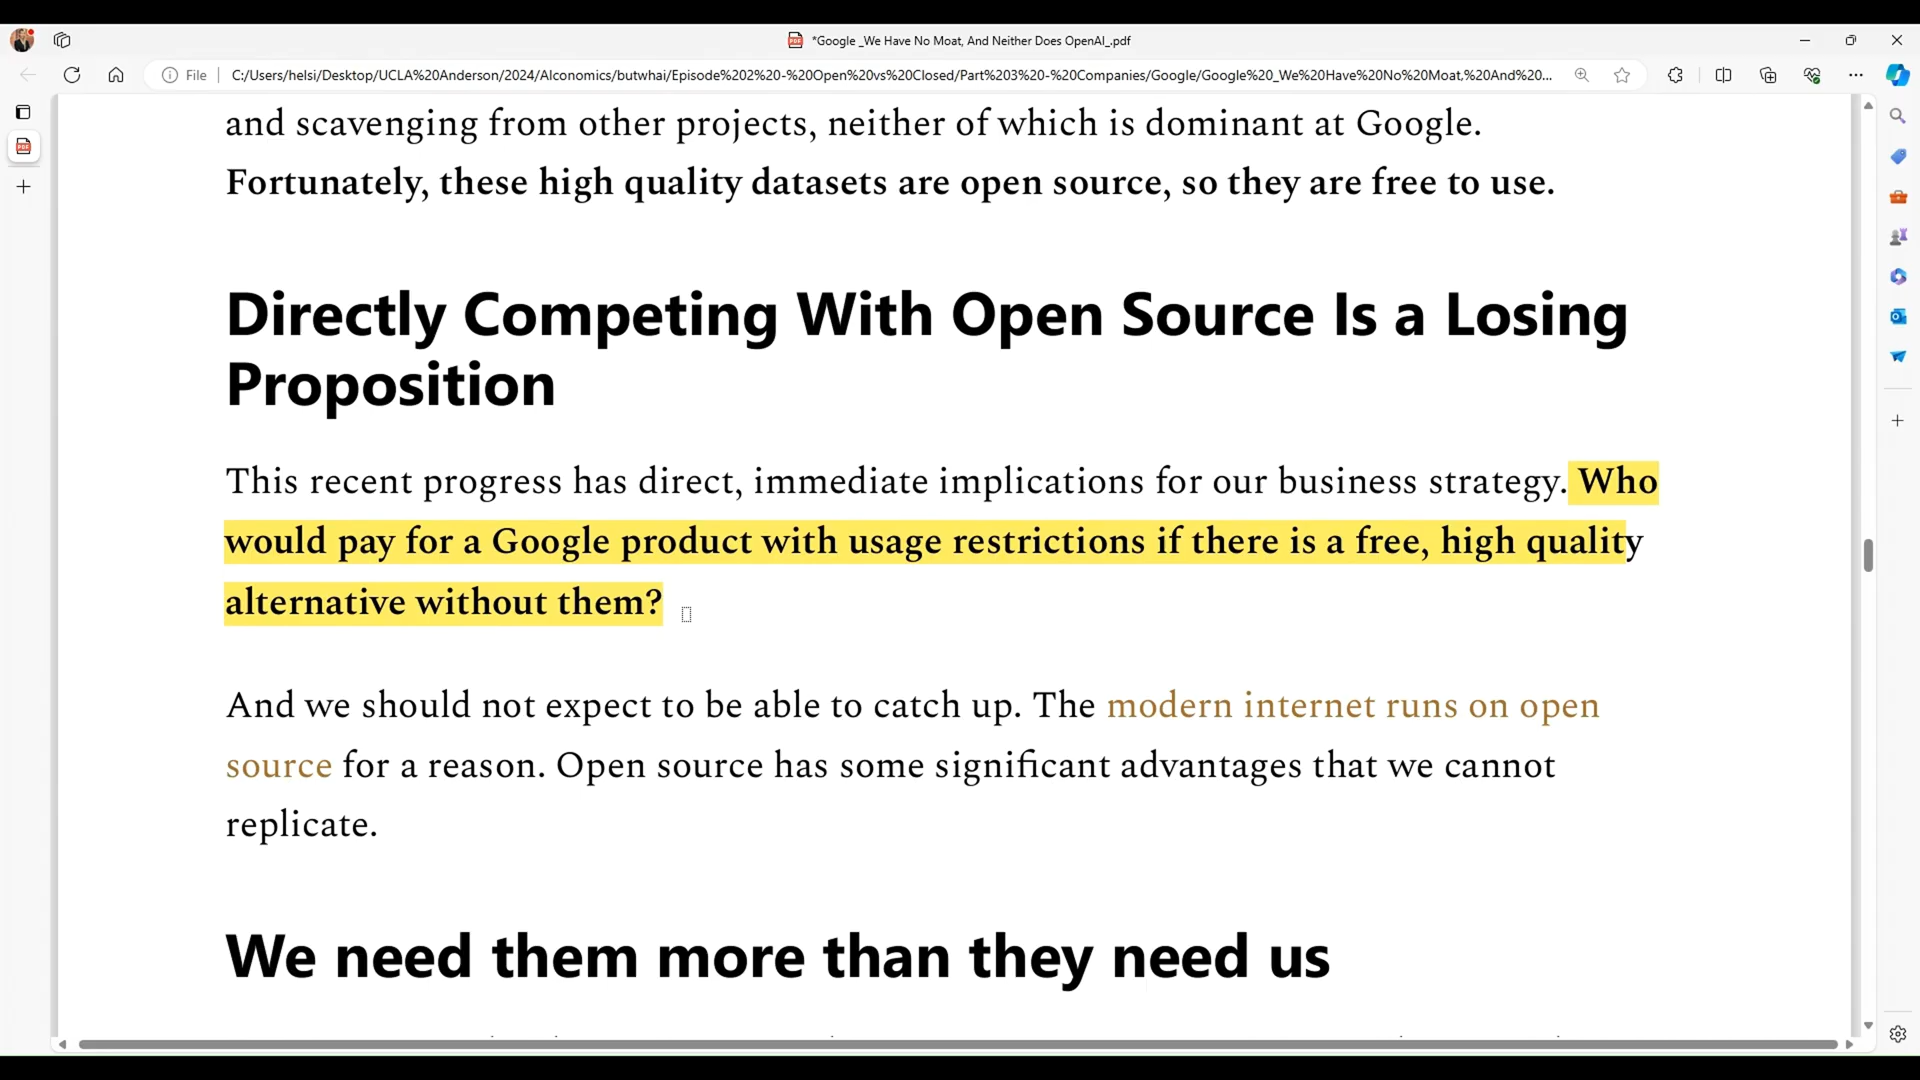 *Google _We Have No Moat, And Neither Does OpenAI_.pdf
File | C:/Users/helsi/Desktop/UCLA%20Anderson/2024/AIconomics/butwhai/Episode%202%20-%20Open%20vs%20Closed/Part%203%20-%20Companies/Google/Google%20_We%20Have%20No%20Moat,%20And%20...
and scavenging from other projects, neither of which is dominant at Google.
Fortunately, these high quality datasets are open source, so they are free to use.
Directly Competing With Open Source Is a Losing
Proposition
This recent progress has direct, immediate implications for our business strategy. Who
would pay for a Google product with usage restrictions if there is a free, high quality
alternative without them?
And we should not expect to be able to catch up. The modern internet runs on open
source for a reason. Open source has some significant advantages that we cannot
replicate.
We need them more than they need us